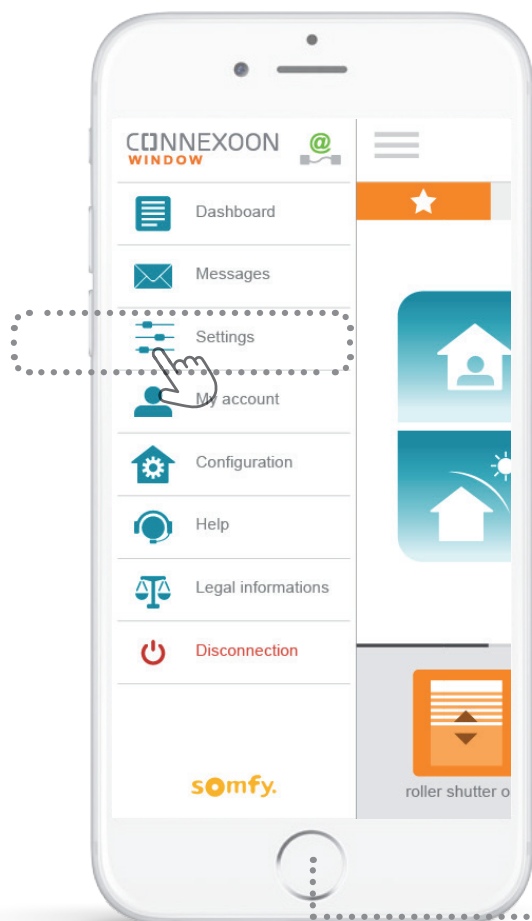 CONNEXOON
WINDOW
@
Dashboard
Messages
Settings
My account
Configuration
Help
Legal informations
Disconnection
somfy.
roller shutter o